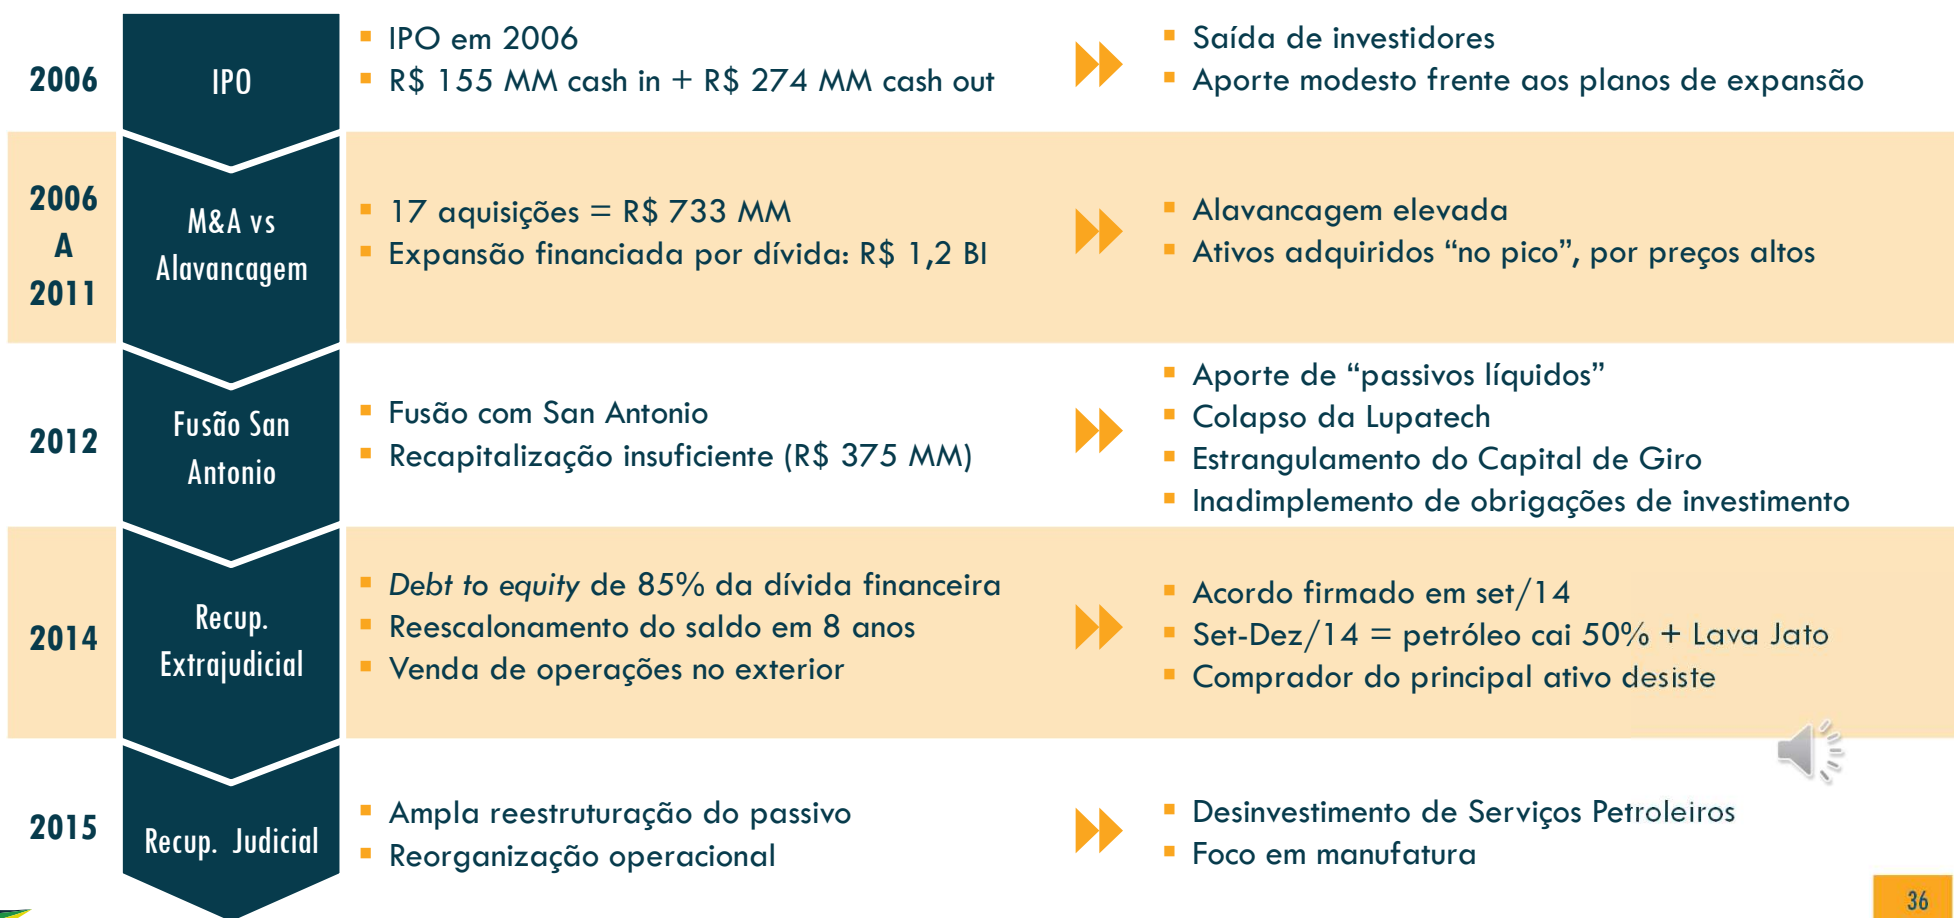 2006
IPO
IPO em 2006
R$ 155 MM cash in + R$ 274 MM cash out
Saída de investidores
Aporte modesto frente aos planos de expansão
2006
A
2011
M&A vs
Alavancagem
17 aquisições = R$ 733 MM
Expansão financiada por dívida: R$ 1,2 BI
Alavancagem elevada
Ativos adquiridos “no pico”, por preços altos
2012
Fusão San
Antonio
Fusão com San Antonio
Recapitalização insuficiente (R$ 375 MM)
Aporte de “passivos líquidos”
Colapso da Lupatech
Estrangulamento do Capital de Giro
Inadimplemento de obrigações de investimento
2014
Recup.
Extrajudicial
Debt to equity de 85% da dívida financeira
Reescalonamento do saldo em 8 anos
Venda de operações no exterior
Acordo firmado em set/14
Set-Dez/14 = petróleo cai 50% + Lava Jato
Comprador do principal ativo desiste
2015
Recup. Judicial
Ampla reestruturação do passivo
Reorganização operacional
Desinvestimento de Serviços Petroleiros
Foco em manufatura
36